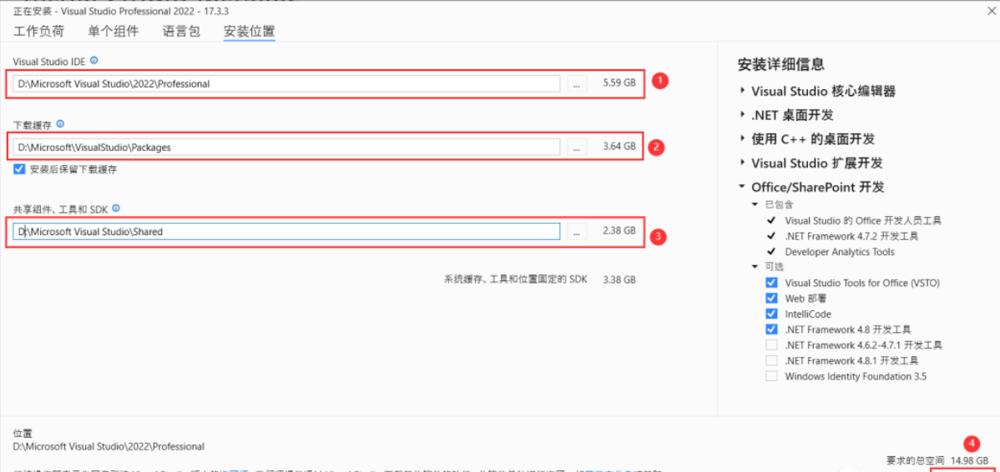 正在安装 - Visual Studio Professional 2022 - 17.3.3
工作负荷 单个组件 语言包 安装位置
Visual Studio IDE
D:\Microsoft Visual Studio\2022\Professional ... 5.59 GB 1
下载缓存
D:\Microsoft\VisualStudio\Packages ... 3.64 GB 2
安装后保留下载缓存
共享组件、工具和 SDK
D:\Microsoft Visual Studio\Shared ... 2.38 GB 3
系统缓存、工具和位置固定的 SDK 3.38 GB
安装详细信息
Visual Studio 核心编辑器
.NET 桌面开发
使用 C++ 的桌面开发
Visual Studio 扩展开发
Office/SharePoint 开发
已包含
Visual Studio 的 Office 开发人员工具
.NET Framework 4.7.2 开发工具
Developer Analytics Tools
可选
Visual Studio Tools for Office (VSTO)
Web 部署
IntelliCode
.NET Framework 4.8 开发工具
.NET Framework 4.6.2-4.7.1 开发工具
.NET Framework 4.8.1 开发工具
Windows Identity Foundation 3.5
位置
D:\Microsoft Visual Studio\2022\Professional
4
要求的总空间 14.98 GB